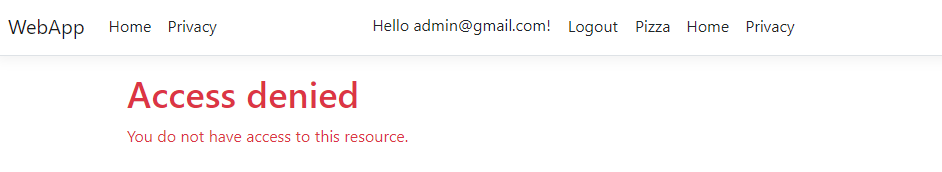 WebApp Home Privacy Hello admin@gmail.com! Logout Pizza Home Privacy
Access denied
You do not have access to this resource.